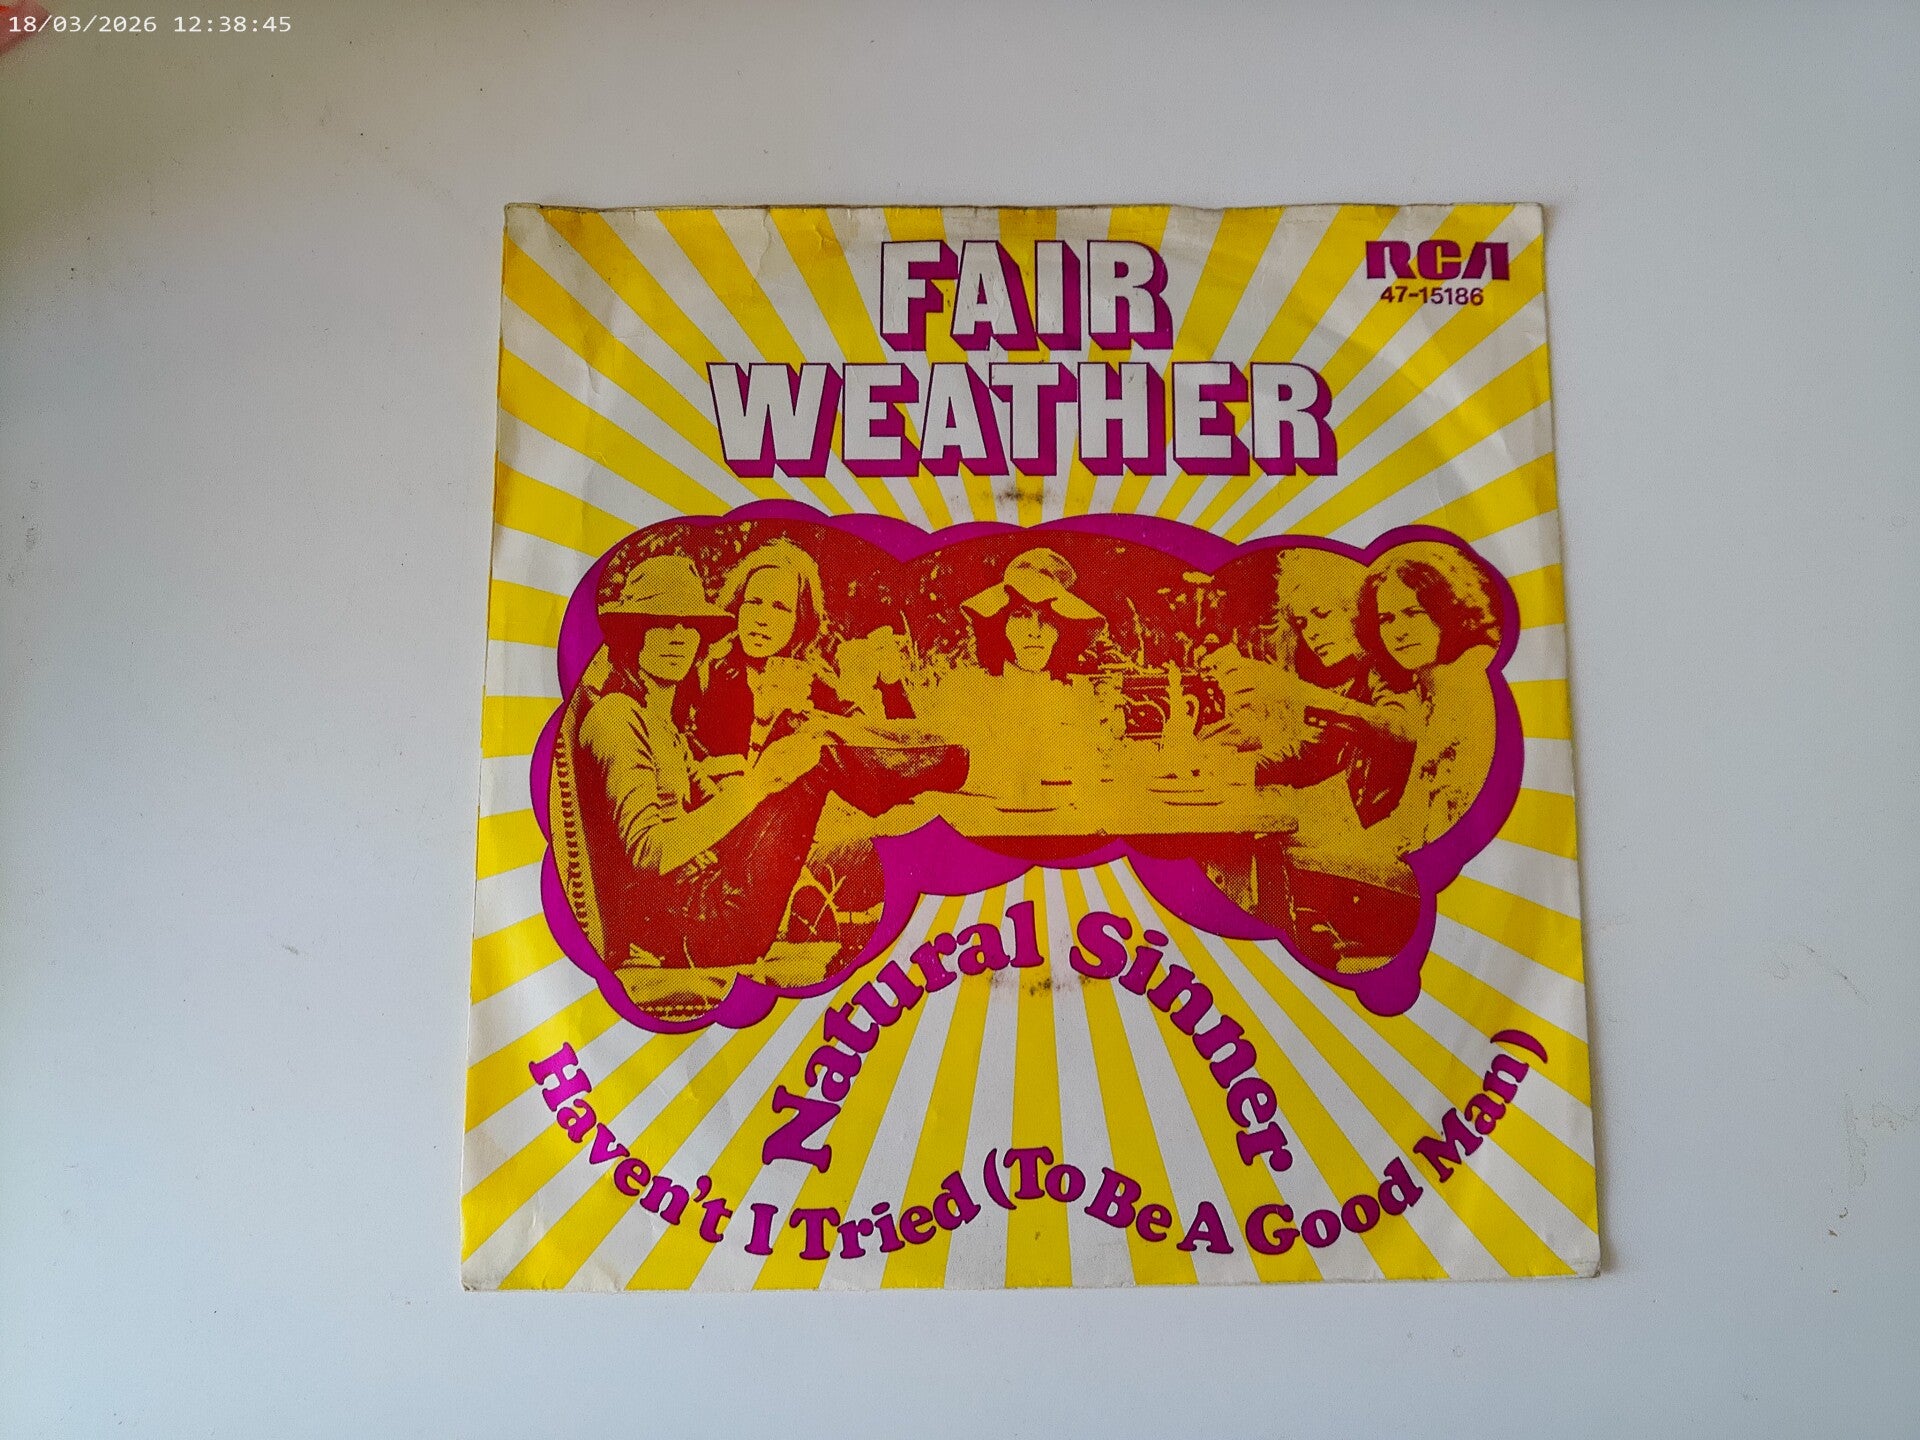 18/03/2026 12:38:45
FAIR
WEATHER
RCA
47-15186
Natural Sinner
Haven't I Tried (To Be A Good Man)